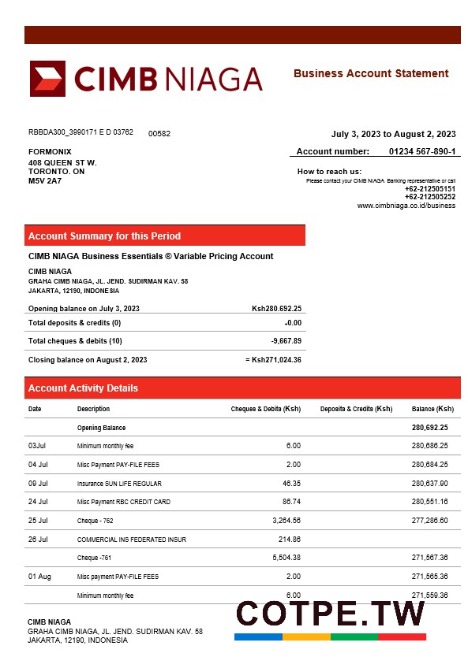 CIMB NIAGA
Business Account Statement
RBBDA300_3990171 E D 03762 00582
July 3, 2023 to August 2, 2023
FORMONIX
408 QUEEN ST W.
TORONTO. ON
M5V 2A7
Account number: 01234 567-890-1
How to reach us:
Please contact your CIMB NIAGA Banking representative or call
+62-212505151
+62-212505252
www.cimbniaga.co.id/business
Account Summary for this Period
CIMB NIAGA Business Essentials ® Variable Pricing Account
CIMB NIAGA
GRAHA CIMB NIAGA, JL. JEND. SUDIRMAN KAV. 58
JAKARTA, 12190, INDONESIA
Opening balance on July 3, 2023 Ksh280.692.25
Total deposits & credits (0) -0.00
Total cheques & debits (10) -9,667.89
Closing balance on August 2, 2023 = Ksh271,024.36
Account Activity Details
Date Description Cheques & Debits (Ksh) Deposits & Credits (Ksh) Balance (Ksh)
Opening Balance 280,692.25
03Jul Minimum monthly fee 6.00 280,686.25
04 Jul Misc Payment PAY-FILE FEES 2.00 280,684.25
09 Jul Insurance SUN LIFE REGULAR 46.35 280,637.90
24 Jul Misc Payment RBC CREDIT CARD 86.74 280,551.16
25 Jul Cheque - 762 3,264.56 277,286.60
26 Jul COMMERCIAL INS FEDERATED INSUR 214.86
Cheque -761 5,504.38 271,567.36
01 Aug Misc payment PAY-FILE FEES 2.00 271,565.36
Minimum monthly fee 6.00 271,559.36
COTPE.TW
CIMB NIAGA
GRAHA CIMB NIAGA, JL. JEND. SUDIRMAN KAV. 58
JAKARTA, 12190, INDONESIA